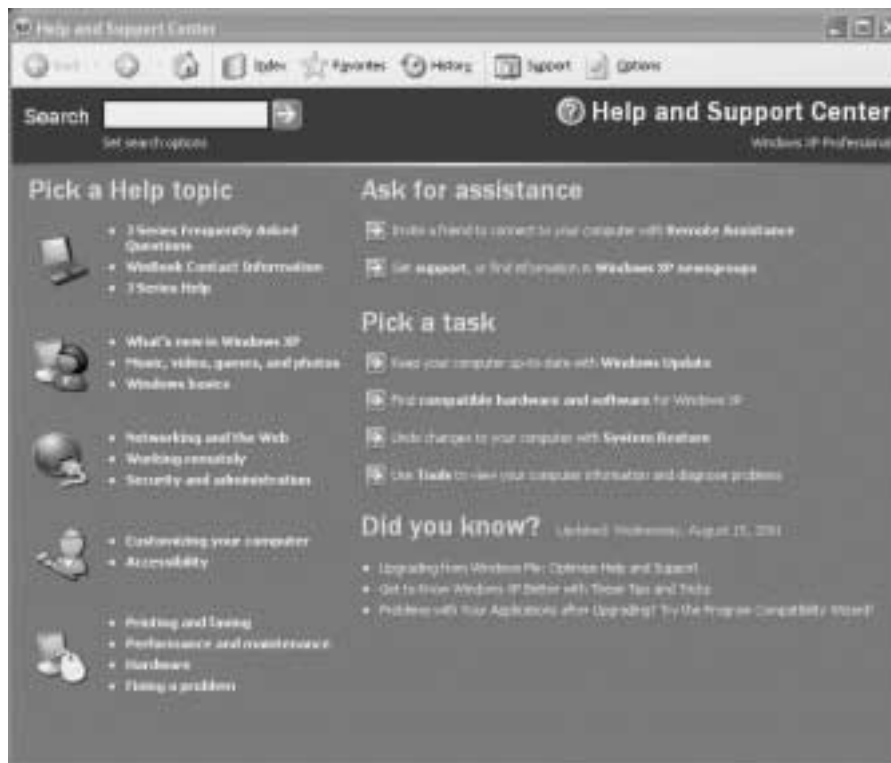 Help and Support Center
Back
Index
Favorites
History
Support
Options
Search
Set search options
Help and Support Center
Windows XP Professional
Pick a Help topic
Frequently Asked
Questions
WinBook Contact Information
Help
What's new in Windows XP
Music, video, games, and photos
Windows basics
Networking and the Web
Working remotely
Security and administration
Customizing your computer
Accessibility
Printing and faxing
Performance and maintenance
Hardware
Fixing a problem
Ask for assistance
Invite a friend to connect to your computer with Remote Assistance
Get support, or find information in Windows XP newsgroups
Pick a task
Keep your computer up-to-date with Windows Update
Find compatible hardware and software for Windows XP
Undo changes to your computer with System Restore
Use Tools to view your computer information and diagnose problems
Did you know?
Updated: Wednesday, August 15, 2001
Upgrading from Windows Me: Optimize Help and Support
Get to Know Windows XP Better with These Tips and Tricks
Problems with Your Applications after Upgrading? Try the Program Compatibility Wizard!